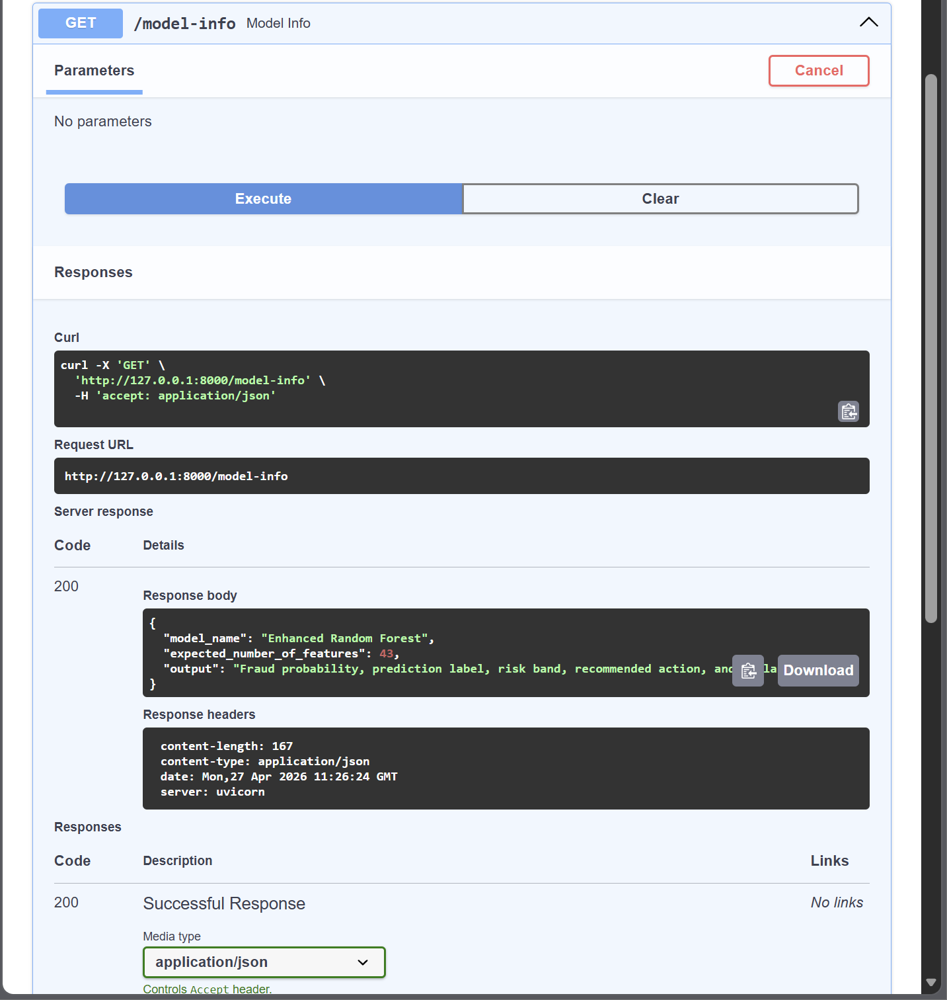 GET /model-info Model Info
Parameters
Cancel
No parameters
Execute
Clear
Responses
Curl
curl -X 'GET' \
'http://127.0.0.1:8000/model-info' \
-H 'accept: application/json'
Request URL
http://127.0.0.1:8000/model-info
Server response
Code Details
200
Response body
{
"model_name": "Enhanced Random Forest",
"expected_number_of_features": 43,
"output": "Fraud probability, prediction label, risk band, recommended action,
Download
}
Response headers
content-length: 167
content-type: application/json
date: Mon,27 Apr 2026 11:26:24 GMT
server: uvicorn
Responses
Code Description Links
200 Successful Response No links
Media type
application/json
Controls Accept header.